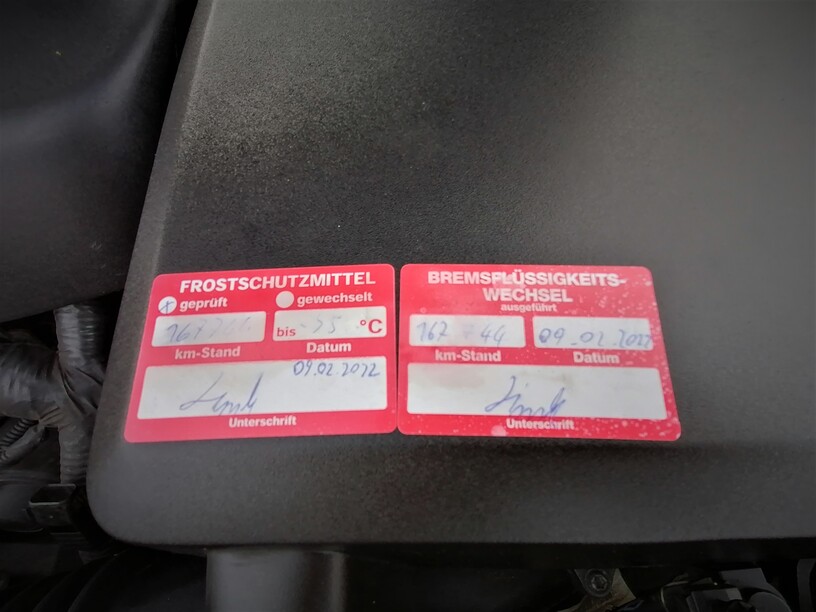 FROSTSCHUTZMITTEL
x geprüft gewechselt
bis °C
km-Stand Datum
09.02.2022
Unterschrift
BREMSFLÜSSIGKEITS-
WECHSEL
ausgeführt
09.02.2022
km-Stand Datum
Unterschrift